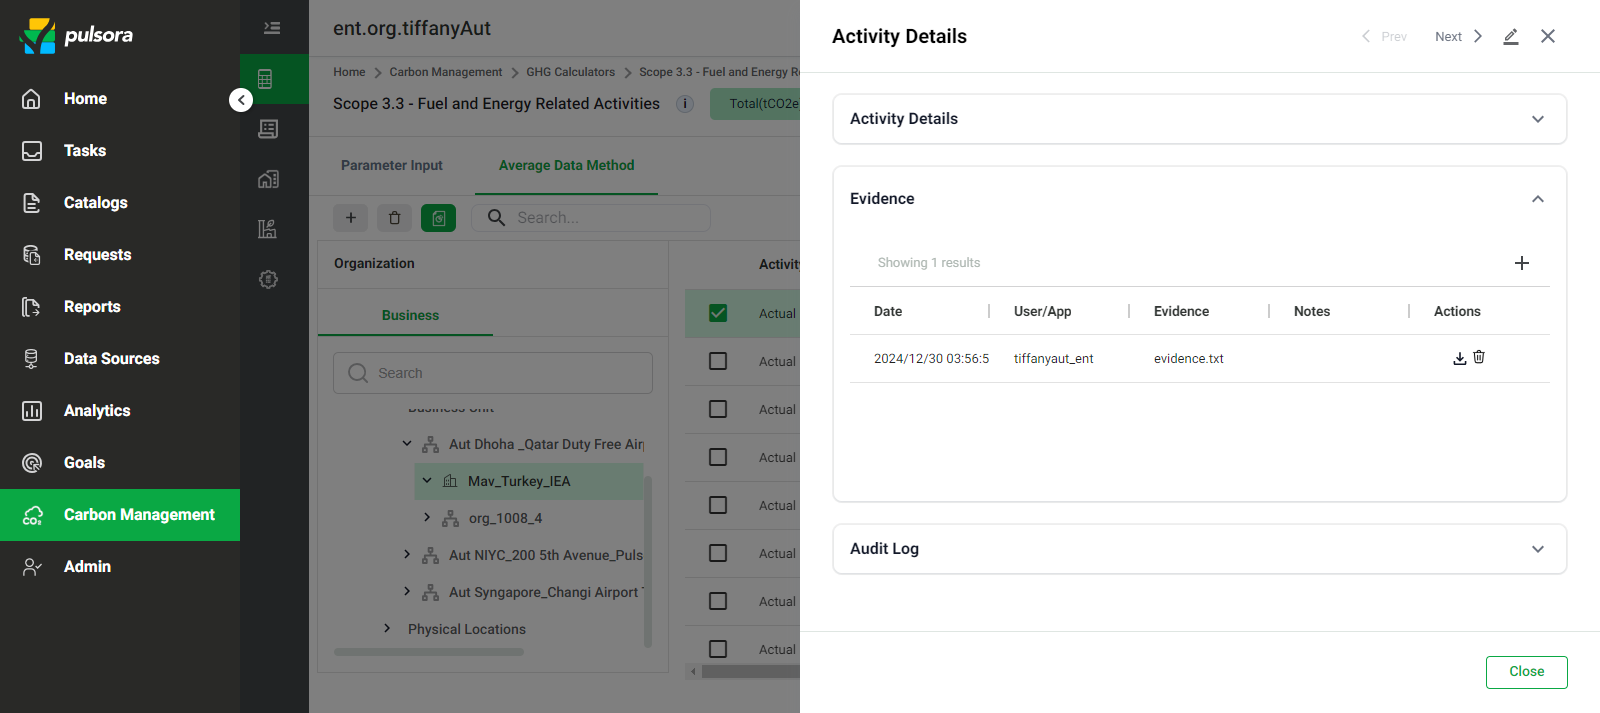 pulsora
Home
Tasks
Catalogs
Requests
Reports
Data Sources
Analytics
Goals
Carbon Management
Admin
ent.org.tiffanyAut
Home > Carbon Management > GHG Calculators > Scope 3.3 - Fuel and Energy Re
Scope 3.3 - Fuel and Energy Related Activities
Total(tCO2e
Parameter Input
Average Data Method
Search...
Organization
Business
Search
Business Unit
Aut Dhoha _Qatar Duty Free Air
Mav_Turkey_IEA
org_1008_4
Aut NIYC_200 5th Avenue_Puls
Aut Syngapore_Changi Airport T
Physical Locations
Activity
Actual
Actual
Actual
Actual
Actual
Actual
Actual
Actual
Activity Details
Prev
Next
Activity Details
Evidence
Showing 1 results
Date User/App Evidence Notes Actions
2024/12/30 03:56:5 tiffanyaut_ent evidence.txt
Audit Log
Close